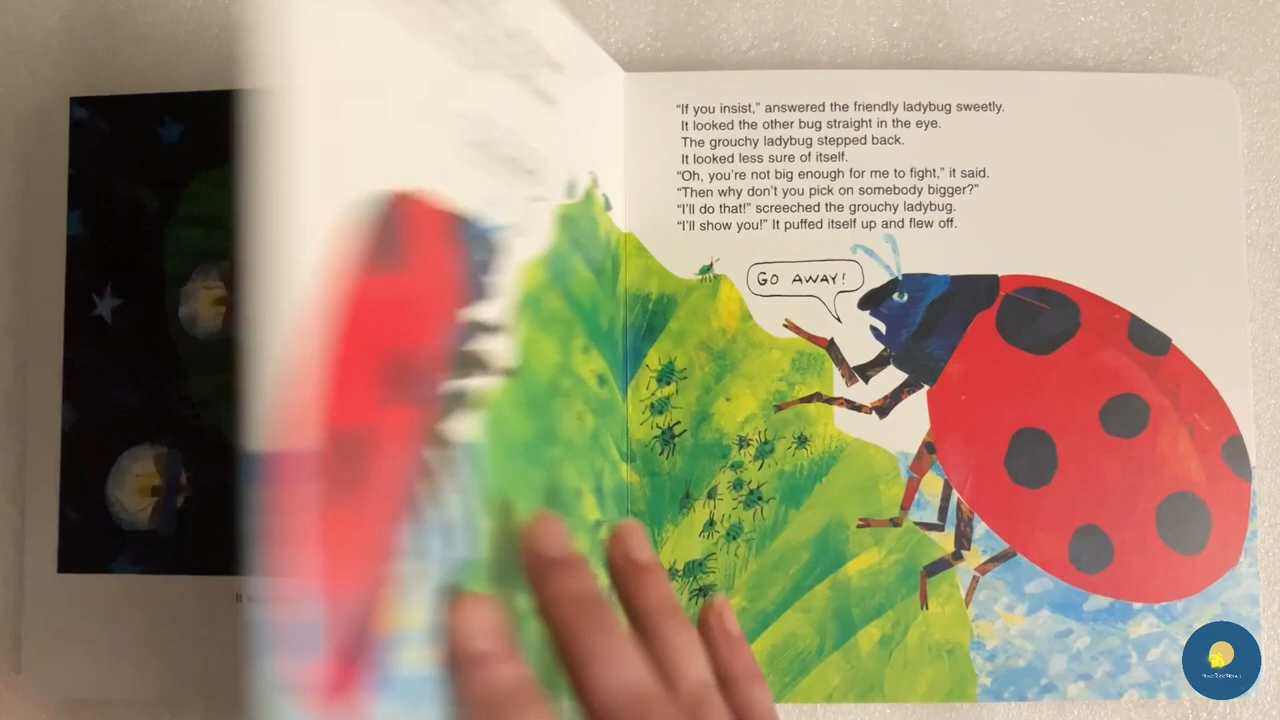 “If you insist,” answered the friendly ladybug sweetly.
It looked the other bug straight in the eye.
The grouchy ladybug stepped back.
It looked less sure of itself.
“Oh, you’re not big enough for me to fight,” it said.
“Then why don’t you pick on somebody bigger?”
“I’ll do that!” screeched the grouchy ladybug.
“I’ll show you!” It puffed itself up and flew off.
GO AWAY!